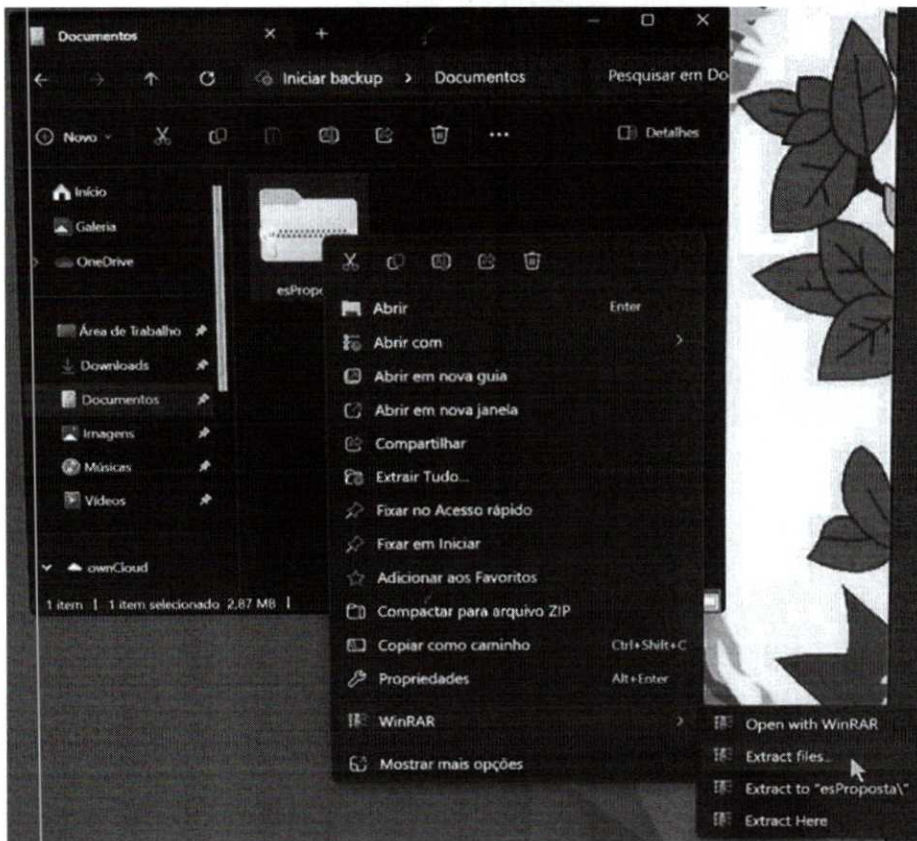 Documentos
Iniciar backup > Documentos Pesquisar em Do
Novo Detalhes
Início
Galeria
OneDrive
Área de Trabalho
Downloads
Documentos
Imagens
Músicas
Vídeos
ownCloud
1 item | 1 item selecionado 2,87 MB |
esPropo
Abrir Enter
Abrir com
Abrir em nova guia
Abrir em nova janela
Compartilhar
Extrair Tudo...
Fixar no Acesso rápido
Fixar em Iniciar
Adicionar aos Favoritos
Compactar para arquivo ZIP
Copiar como caminho Ctrl+Shift+C
Propriedades Alt+Enter
WinRAR
Mostrar mais opções
Open with WinRAR
Extract files...
Extract to "esProposta\"
Extract Here